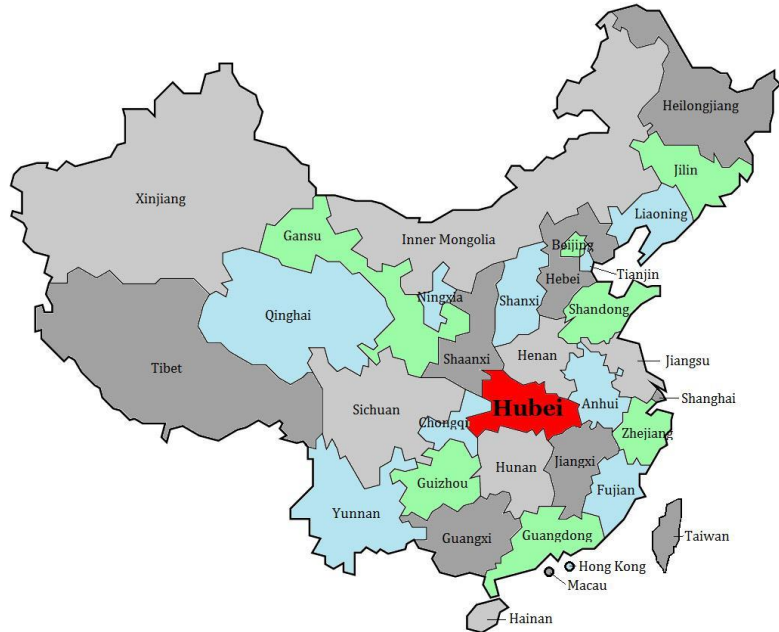 Heilongjiang
Jilin
Xinjiang
Liaoning
Gansu
Inner Mongolia
Beijing
Tianjin
Hebei
Ningxia
Shanxi
Qinghai
Shandong
Shaanxi
Henan
Jiangsu
Tibet
Shanghai
Sichuan
Hubei
Anhui
Chongqu
Zhejiang
Jiangxi
Hunan
Guizhou
Fujian
Yunnan
Guangxi
Guangdong
Taiwan
Hong Kong
Macau
Hainan